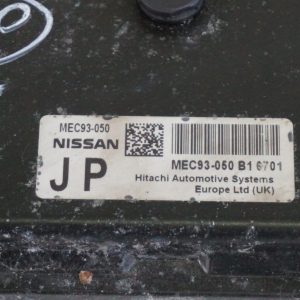 MEC93-050
NISSAN
JP
MEC93-050 B1 6701
Hitachi Automotive Systems
Europe Ltd (UK)